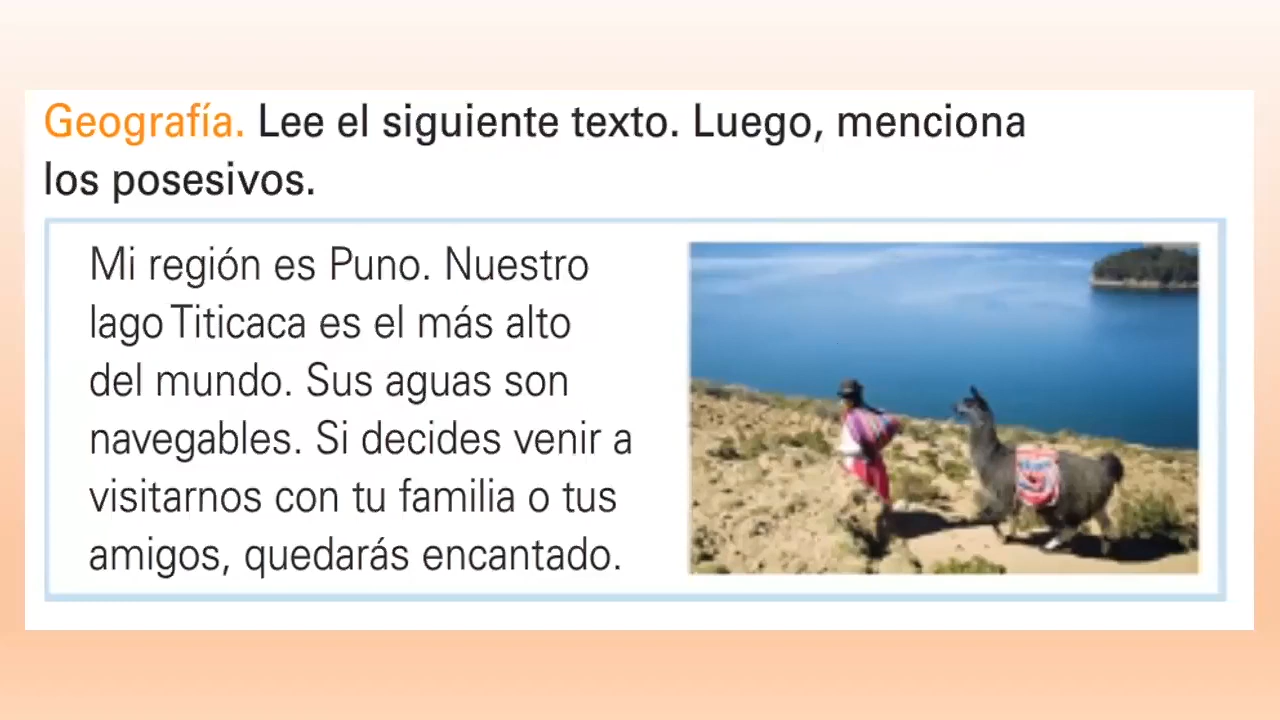 Geografía. Lee el siguiente texto. Luego, menciona
los posesivos.
Mi región es Puno. Nuestro
lago Titicaca es el más alto
del mundo. Sus aguas son
navegables. Si decides venir a
visitarnos con tu familia o tus
amigos, quedarás encantado.